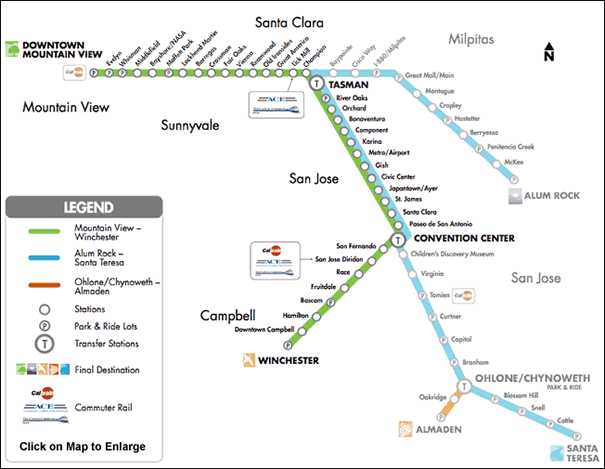 Santa Clara
Milpitas
N
DOWNTOWN
MOUNTAIN VIEW
Cal
Evelyn
Whisman
Middlefield
Bayshore/NASA
Moffett Park
Lockheed Martin
Borregas
Crossman
Fair Oaks
Vienna
Reamwood
Old Ironsides
Great America
Lick Mill
Champion
Baypointe
Cisco Way
I-880/Milpitas
Great Mall/Main
Montague
Cropley
Hostetter
Berryessa
Penitencia Creek
McKee
ALUM ROCK
Mountain View
Sunnyvale
ACE
T
TASMAN
River Oaks
Orchard
Bonaventura
Component
Karina
Metro/Airport
Gish
Civic Center
Japantown/Ayer
St. James
Santa Clara
Paseo de San Antonio
San Jose
T
CONVENTION CENTER
Children's Discovery Museum
Virginia
Tamien
Cal
Curtner
Capitol
Branham
San Jose
San Fernando
San Jose Diridon
Race
Fruitdale
Bascom
Hamilton
Downtown Campbell
Cal
ACE
Campbell
WINCHESTER
T
OHLONE/CHYNOWETH
PARK & RIDE
Oakridge
ALMADEN
Blossom Hill
Snell
Cottle
SANTA
TERESA
LEGEND
Mountain View –
Winchester
Alum Rock –
Santa Teresa
Ohlone/Chynoweth –
Almaden
Stations
P Park & Ride Lots
T Transfer Stations
Final Destination
Cal
ACE
Commuter Rail
Click on Map to Enlarge